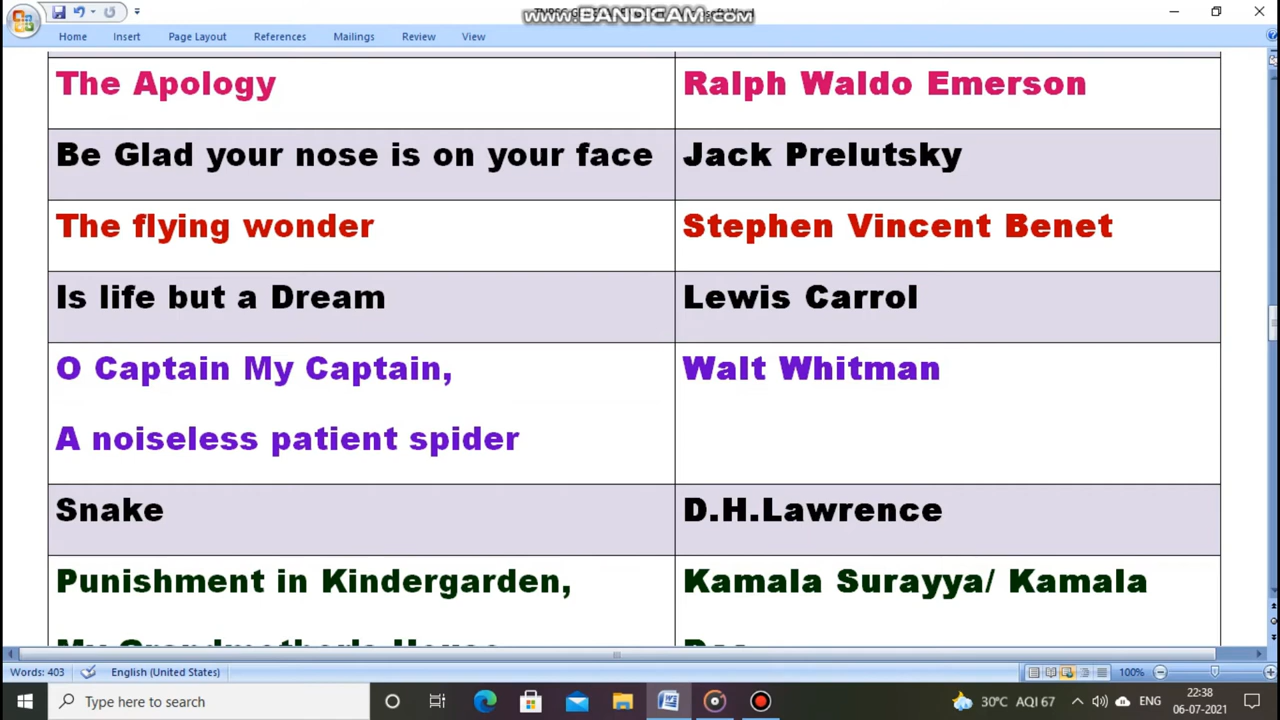 www.BANDICAM.com
Home Insert Page Layout References Mailings Review View
The Apology Ralph Waldo Emerson
Be Glad your nose is on your face Jack Prelutsky
The flying wonder Stephen Vincent Benet
Is life but a Dream Lewis Carrol
O Captain My Captain, Walt Whitman
A noiseless patient spider
Snake D.H.Lawrence
Punishment in Kindergarden, Kamala Surayya/ Kamala
My Grandmother's House
Words: 403 English (United States) 100%
Type here to search 30°C AQI 67 ENG 22:38
06-07-2021